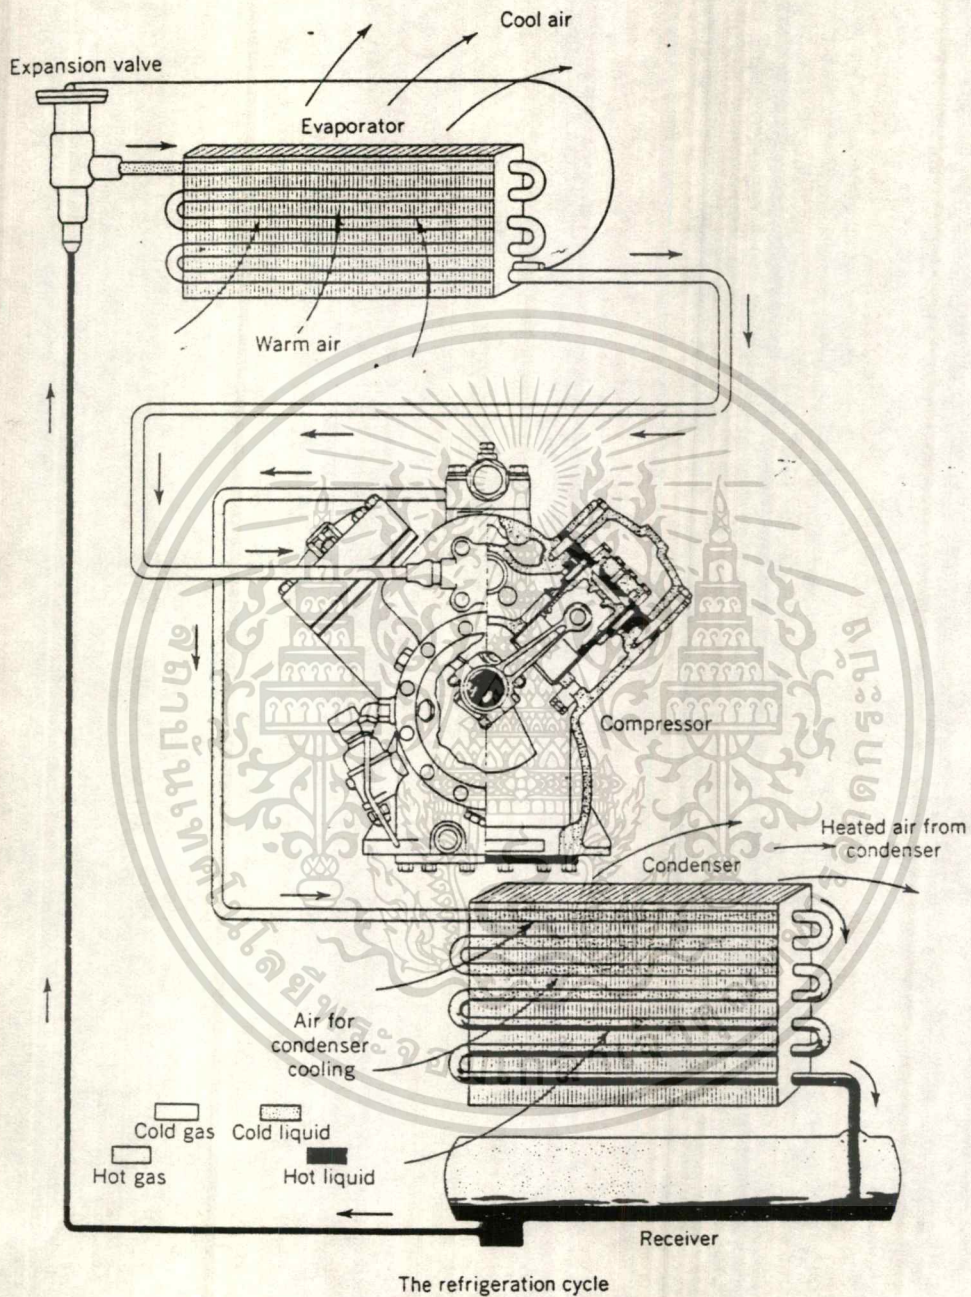 Cool air
Expansion valve
Evaporator
Warm air
Compressor
Heated air from
condenser
Condenser
Air for
condenser
cooling
Cold gas
Cold liquid
Hot gas
Hot liquid
Receiver
The refrigeration cycle